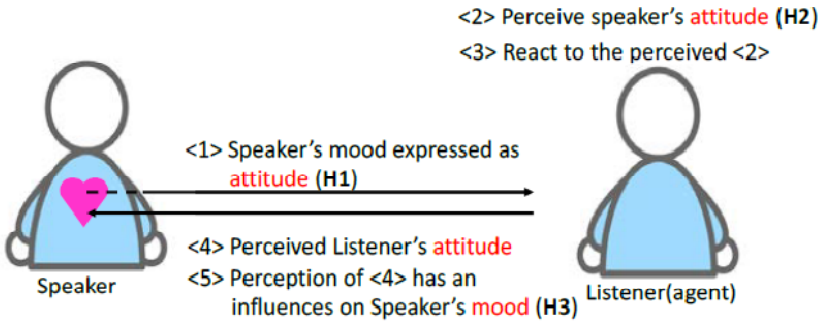 <2> Perceive speaker's attitude (H2)
<3> React to the perceived <2>
<1> Speaker's mood expressed as
attitude (H1)
<4> Perceived Listener's attitude
<5> Perception of <4> has an
influences on Speaker's mood (H3)
Speaker
Listener(agent)